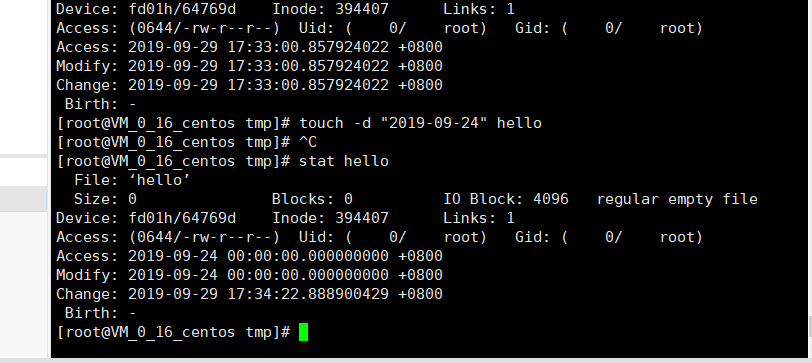 Device: fd01h/64769d    Inode: 394407      Links: 1
Access: (0644/-rw-r--r--)  Uid: (    0/    root)   Gid: (    0/    root)
Access: 2019-09-29 17:33:00.857924022 +0800
Modify: 2019-09-29 17:33:00.857924022 +0800
Change: 2019-09-29 17:33:00.857924022 +0800
 Birth: -
[root@VM_0_16_centos tmp]# touch -d "2019-09-24" hello
[root@VM_0_16_centos tmp]# ^C
[root@VM_0_16_centos tmp]# stat hello
  File: ‘hello’
  Size: 0               Blocks: 0          IO Block: 4096   regular empty file
Device: fd01h/64769d    Inode: 394407      Links: 1
Access: (0644/-rw-r--r--)  Uid: (    0/    root)   Gid: (    0/    root)
Access: 2019-09-24 00:00:00.000000000 +0800
Modify: 2019-09-24 00:00:00.000000000 +0800
Change: 2019-09-29 17:34:22.888900429 +0800
 Birth: -
[root@VM_0_16_centos tmp]#